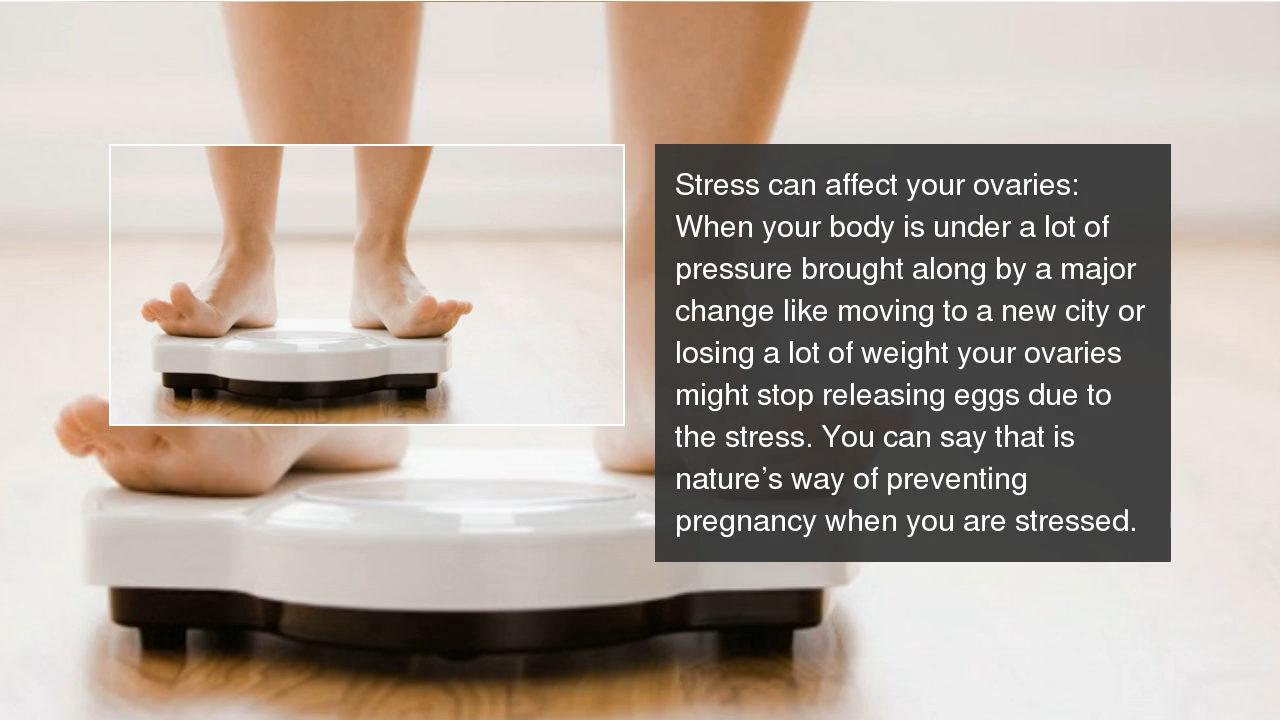 Stress can affect your ovaries:
When your body is under a lot of
pressure brought along by a major
change like moving to a new city or
losing a lot of weight your ovaries
might stop releasing eggs due to
the stress. You can say that is
nature’s way of preventing
pregnancy when you are stressed.